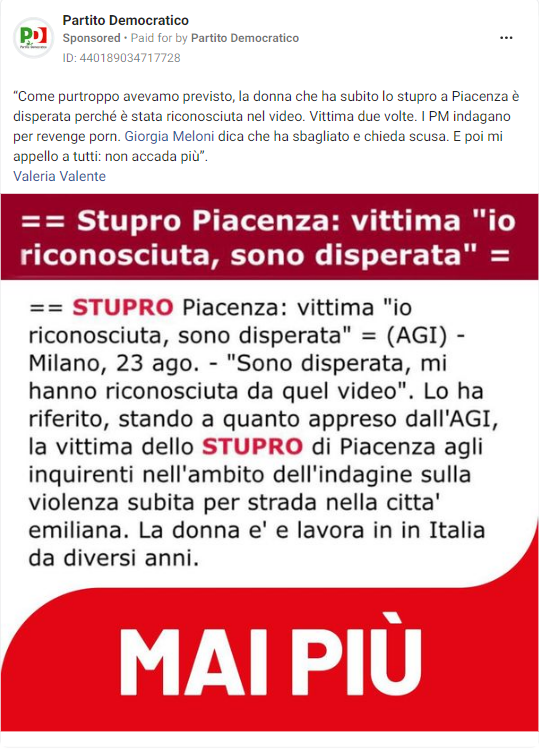 Partito Democratico
Sponsored • Paid for by Partito Democratico
ID: 440189034717728
“Come purtroppo avevamo previsto, la donna che ha subito lo stupro a Piacenza è
disperata perché è stata riconosciuta nel video. Vittima due volte. I PM indagano
per revenge porn. Giorgia Meloni dica che ha sbagliato e chieda scusa. E poi mi
appello a tutti: non accada più”.
Valeria Valente
== Stupro Piacenza: vittima "io
riconosciuta, sono disperata" =
== STUPRO Piacenza: vittima "io
riconosciuta, sono disperata" = (AGI) -
Milano, 23 ago. - "Sono disperata, mi
hanno riconosciuta da quel video". Lo ha
riferito, stando a quanto appreso dall'AGI,
la vittima dello STUPRO di Piacenza agli
inquirenti nell'ambito dell'indagine sulla
violenza subita per strada nella citta'
emiliana. La donna e' e lavora in in Italia
da diversi anni.
MAI PIÙ